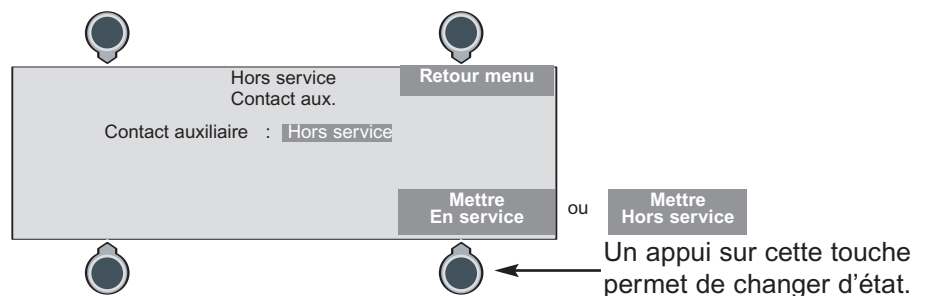 Hors service
Contact aux.
Retour menu
Contact auxiliaire : Hors service
Mettre
En service
ou
Mettre
Hors service
Un appui sur cette touche
permet de changer d'état.